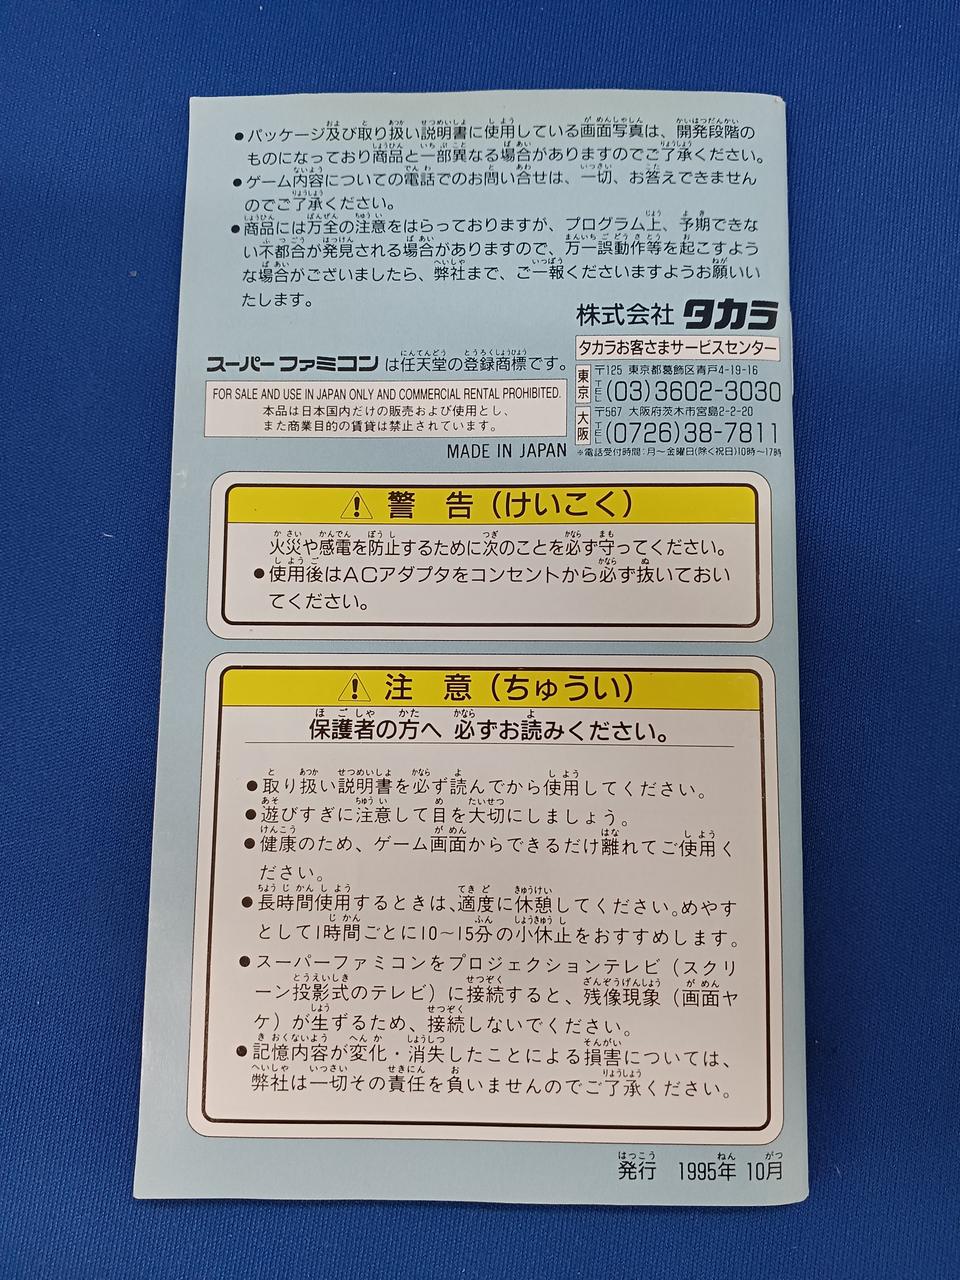 ●パッケージ及び取り扱い説明書に使用している画面写真は、開発段階の
ものになっており商品と一部異なる場合がありますのでご了承ください。
●ゲーム内容についての電話でのお問い合せは、一切、お答えできません
のでご了承ください。
●商品には万全の注意をはらっておりますが、プログラム上、予期できな
い不都合が発見される場合がありますので、万一誤動作等を起こすよう
な場合がございましたら、弊社まで、ご一報くださいますようお願いい
たします。
株式会社 タカラ
タカラお客さまサービスセンター
東京 〒125 東京都葛飾区青戸4-19-16
TEL (03)3602-3030
大阪 〒567 大阪府茨木市宮島2-2-20
TEL (0726)38-7811
※電話受付時間:月〜金曜日(除く祝日)10時〜17時
スーパーファミコンは任天堂の登録商標です。
FOR SALE AND USE IN JAPAN ONLY AND COMMERCIAL RENTAL PROHIBITED.
本品は日本国内だけの販売および使用とし、
また商業目的の賃貸は禁止されています。
MADE IN JAPAN
⚠ 警 告(けいこく)
火災や感電を防止するために次のことを必ず守ってください。
●使用後はACアダプタをコンセントから必ず抜いておい
てください。
⚠ 注 意(ちゅうい)
保護者の方へ 必ずお読みください。
●取り扱い説明書を必ず読んでから使用してください。
●遊びすぎに注意して目を大切にしましょう。
●健康のため、ゲーム画面からできるだけ離れてご使用く
ださい。
●長時間使用するときは、適度に休憩してください。めやす
として1時間ごとに10〜15分の小休止をおすすめします。
●スーパーファミコンをプロジェクションテレビ(スクリ
ーン投影式のテレビ)に接続すると、残像現象(画面ヤ
ケ)が生ずるため、接続しないでください。
●記憶内容が変化・消失したことによる損害については、
弊社は一切その責任を負いませんのでご了承ください。
発行 1995年 10月